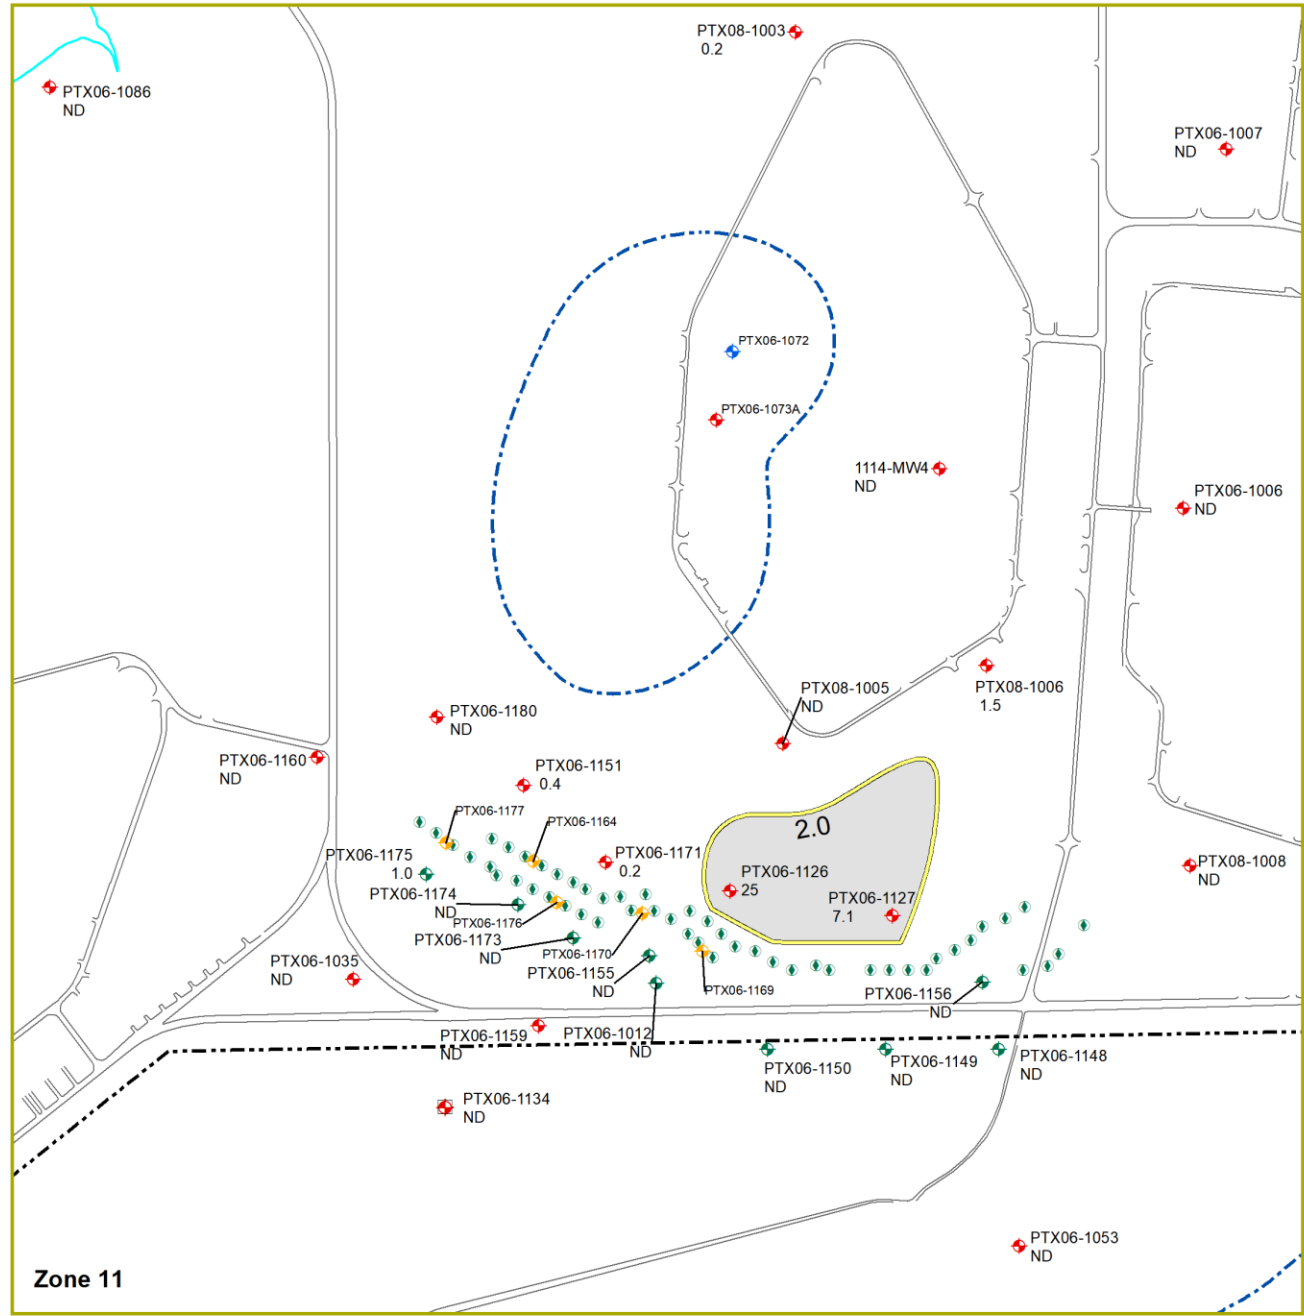 PTX08-1003
0.2
PTX06-1086
ND
PTX06-1007
ND
PTX06-1072
PTX06-1073A
1114-MW4
ND
PTX06-1006
ND
PTX08-1005
ND
PTX08-1006
1.5
PTX06-1180
ND
PTX06-1160
ND
PTX06-1151
0.4
PTX06-1177
PTX06-1164
2.0
PTX06-1175
1.0
PTX06-1171
0.2
PTX06-1126
25
PTX08-1008
ND
PTX06-1174
ND
PTX06-1176
PTX06-1127
7.1
PTX06-1173
ND
PTX06-1170
PTX06-1035
ND
PTX06-1155
ND
PTX06-1169
PTX06-1156
ND
PTX06-1159
ND
PTX06-1012
ND
PTX06-1150
ND
PTX06-1149
ND
PTX06-1148
ND
PTX06-1134
ND
PTX06-1053
ND
Zone 11